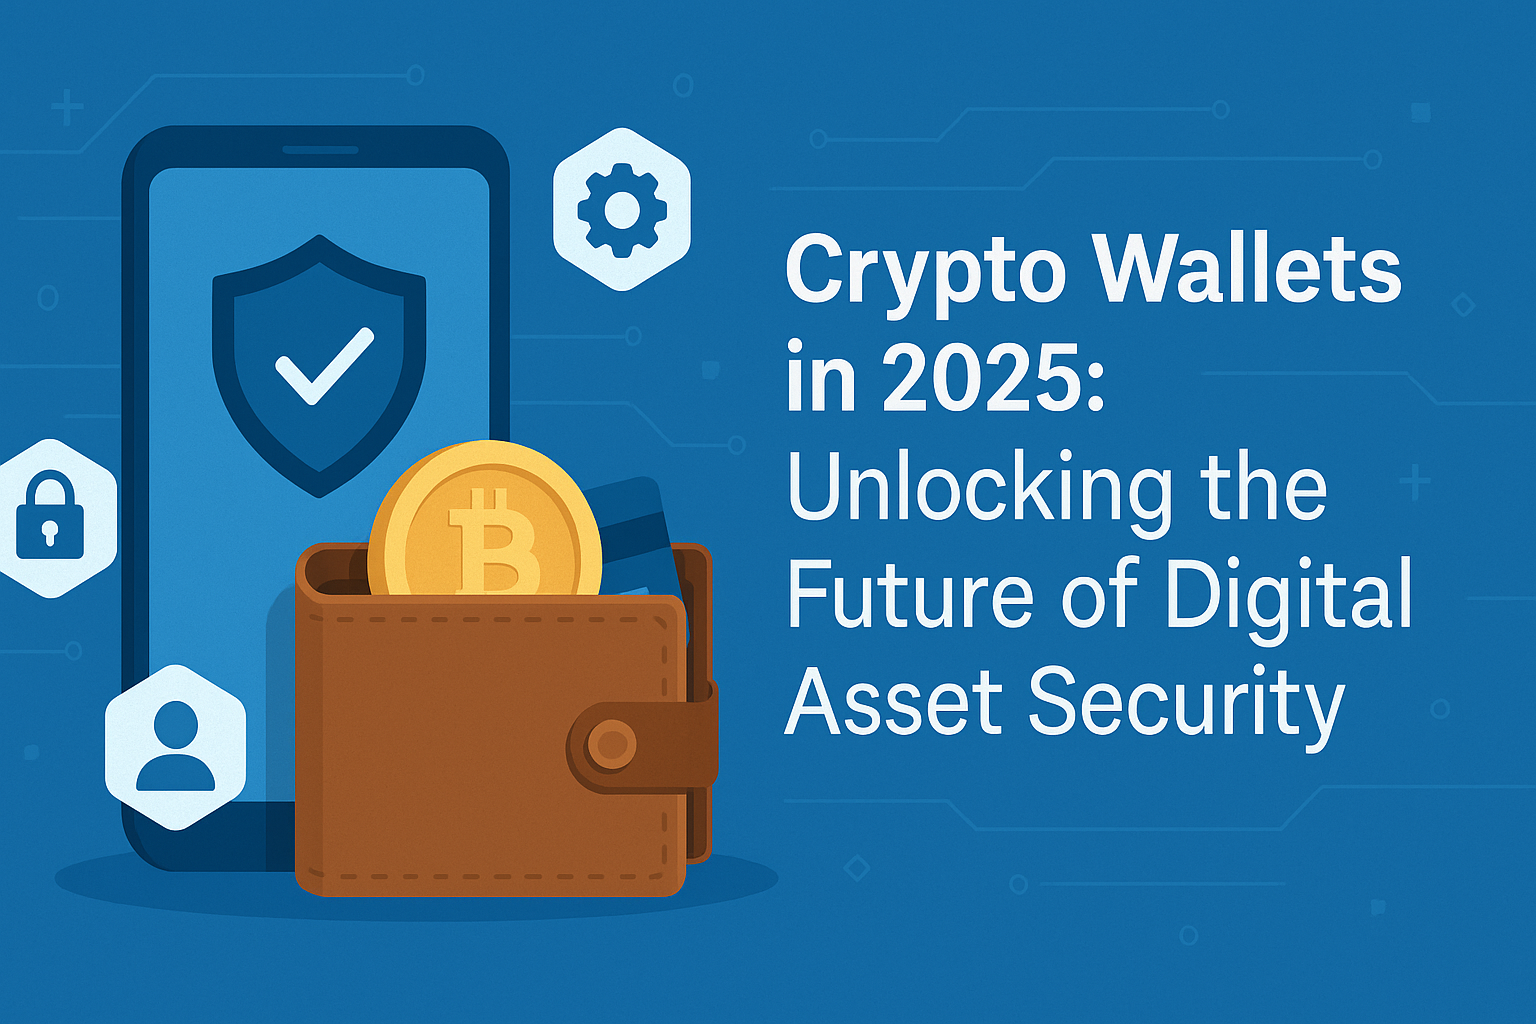 Crypto Wallets
in 2025:
Unlocking the
Future of Digital
Asset Security